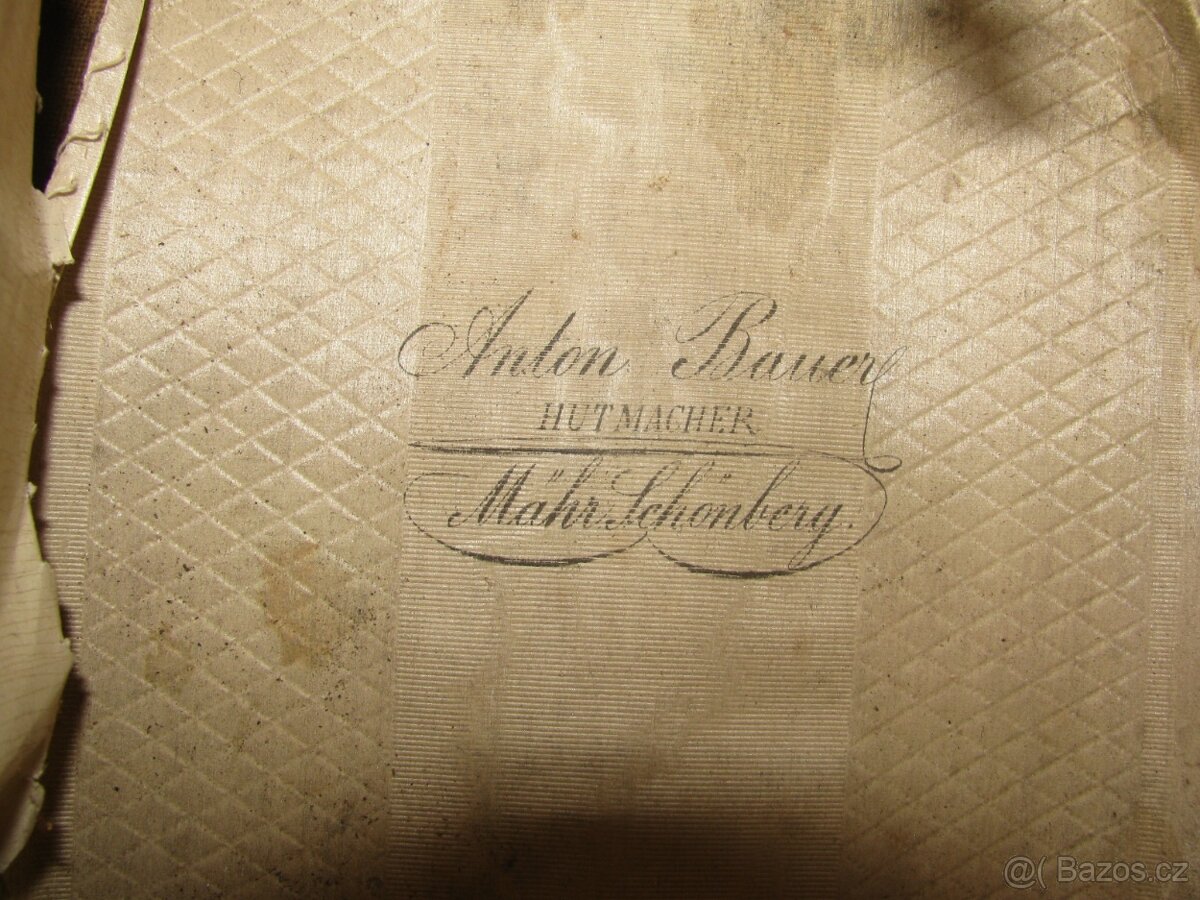 Anton Bauer
HUTMACHER
Mähr Schönberg.
@( Bazos.cz